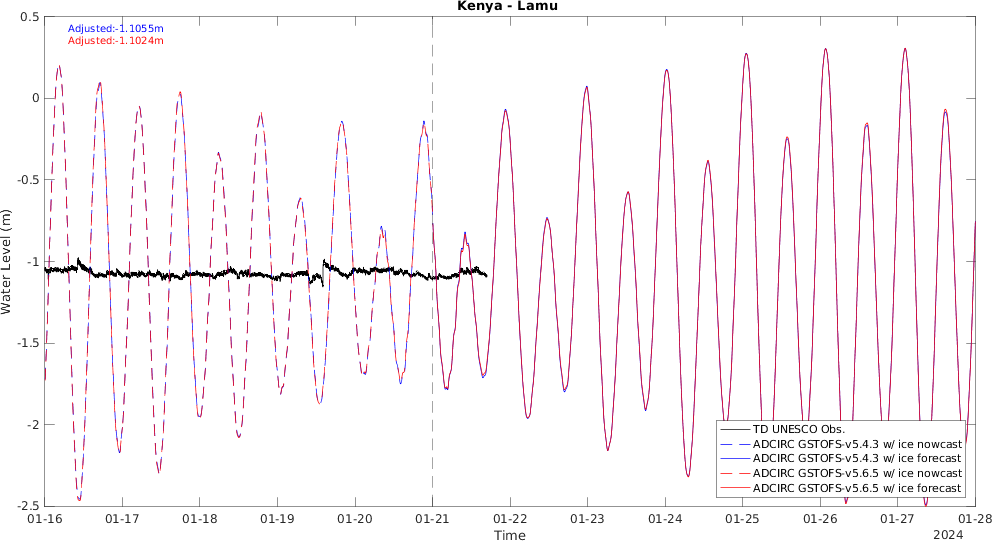 Kenya - Lamu
Adjusted:-1.1055m
Adjusted:-1.1024m
Water Level (m)
0.5
0
-0.5
-1
-1.5
-2
-2.5
01-16 01-17 01-18 01-19 01-20 01-21 01-22 01-23 01-24 01-25 01-26 01-27 01-28
Time
2024
TD UNESCO Obs.
ADCIRC GSTOFS-v5.4.3 w/ ice nowcast
ADCIRC GSTOFS-v5.4.3 w/ ice forecast
ADCIRC GSTOFS-v5.6.5 w/ ice nowcast
ADCIRC GSTOFS-v5.6.5 w/ ice forecast